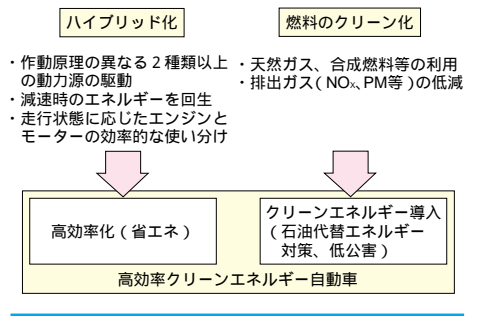 ハイブリッド化
・作動原理の異なる2種類以上
の動力源の駆動
・減速時のエネルギーを回生
・走行状態に応じたエンジンと
モーターの効率的な使い分け
燃料のクリーン化
・天然ガス、合成燃料等の利用
・排出ガス(NOx、PM等)の低減
高効率化(省エネ)
クリーンエネルギー導入
(石油代替エネルギー
対策、低公害)
高効率クリーンエネルギー自動車